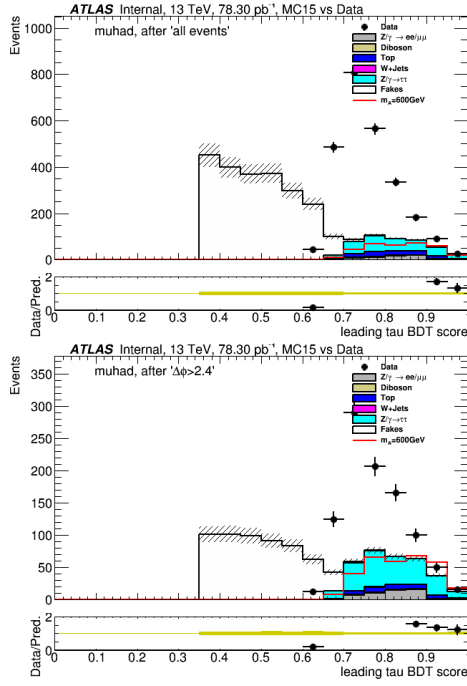 ATLAS Internal, 13 TeV, 78.30 pb⁻¹, MC15 vs Data
Events
muhad, after 'all events'
Data
Z/γ → ee/μμ
Diboson
Top
W+Jets
Z/γ→ττ
Fakes
m_A=600GeV
1000
800
600
400
200
0
Data/Pred.
2
1
0
0 0.1 0.2 0.3 0.4 0.5 0.6 0.7 0.8 0.9
leading tau BDT score
ATLAS Internal, 13 TeV, 78.30 pb⁻¹, MC15 vs Data
Events
muhad, after 'Δϕ>2.4'
Data
Z/γ → ee/μμ
Diboson
Top
W+Jets
Z/γ→ττ
Fakes
m_A=600GeV
350
300
250
200
150
100
50
0
Data/Pred.
2
1
0
0 0.1 0.2 0.3 0.4 0.5 0.6 0.7 0.8 0.9
leading tau BDT score